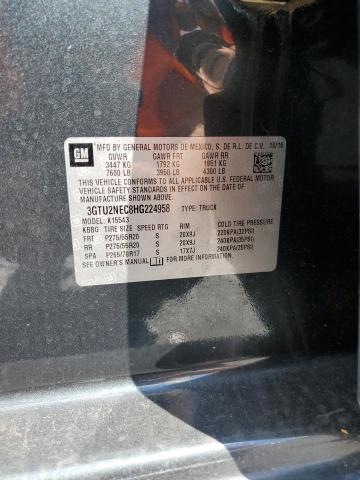 GM
MFD BY GENERAL MOTORS DE MEXICO, S. DE R.L. DE C.V. 10/16
GVWR GAWR FRT GAWR RR
3447 KG 1792 KG 1951 KG
7600 LB 3950 LB 4300 LB
THIS VEHICLE CONFORMS TO ALL APPLICABLE U.S. FEDERAL MOTOR
VEHICLE SAFETY STANDARDS IN EFFECT ON THE DATE OF
MANUFACTURE SHOWN ABOVE.
3GTU2NEC8HG224958 TYPE: TRUCK
MODEL: K15543
KBBG TIRE SIZE SPEED RTG RIM COLD TIRE PRESSURE
FRT P275/55R20 S 20X9J 220KPA(32PSI)
RR P275/55R20 S 20X9J 240KPA(35PSI)
SPA P265/70R17 S 17X7J 240KPA(35PSI)
SEE OWNER'S MANUAL FOR MORE INFORMATION.